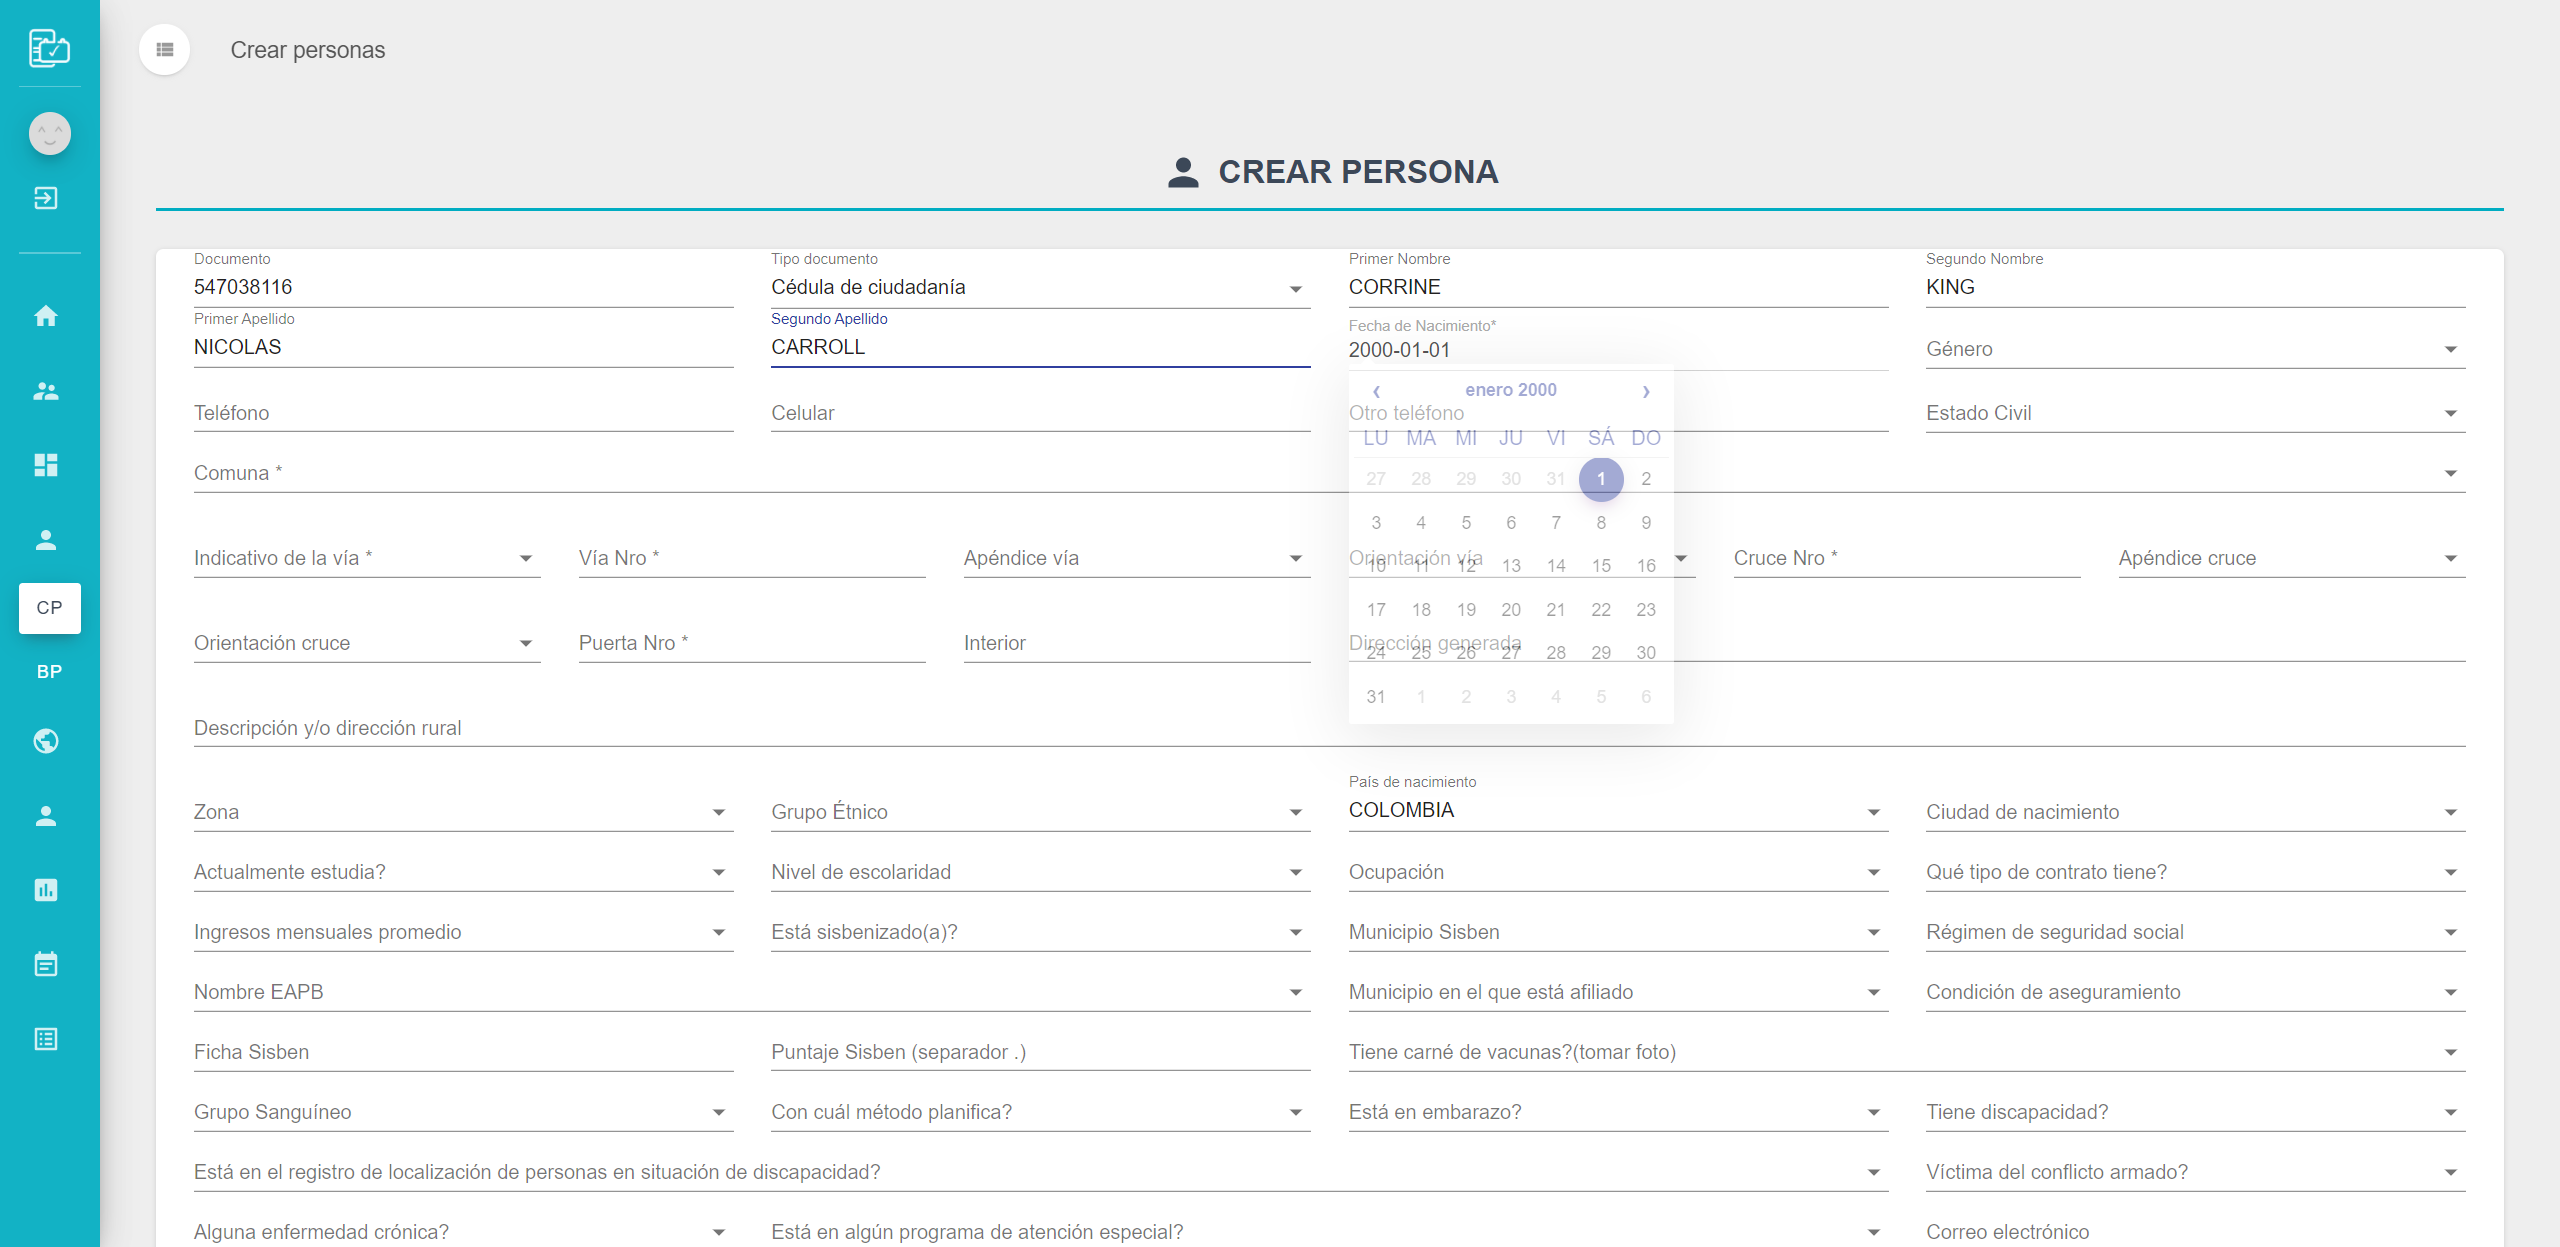 Crear personas
CREAR PERSONA
Documento
547038116
Tipo documento
Cédula de ciudadanía
Primer Nombre
CORRINE
Segundo Nombre
KING
Primer Apellido
NICOLAS
Segundo Apellido
CARROLL
Fecha de Nacimiento*
2000-01-01
Género
Teléfono
Celular
Otro teléfono
Estado Civil
‹ enero 2000 ›
LU MA MI JU VI SÁ DO
27 28 29 30 31 1 2
3 4 5 6 7 8 9
10 11 12 13 14 15 16
17 18 19 20 21 22 23
24 25 26 27 28 29 30
31 1 2 3 4 5 6
Comuna *
Indicativo de la vía *
Vía Nro *
Apéndice vía
Orientación vía
Cruce Nro *
Apéndice cruce
CP
Orientación cruce
Puerta Nro *
Interior
Dirección generada
BP
Descripción y/o dirección rural
Zona
Grupo Étnico
País de nacimiento
COLOMBIA
Ciudad de nacimiento
Actualmente estudia?
Nivel de escolaridad
Ocupación
Qué tipo de contrato tiene?
Ingresos mensuales promedio
Está sisbenizado(a)?
Municipio Sisben
Régimen de seguridad social
Nombre EAPB
Municipio en el que está afiliado
Condición de aseguramiento
Ficha Sisben
Puntaje Sisben (separador .)
Tiene carné de vacunas?(tomar foto)
Grupo Sanguíneo
Con cuál método planifica?
Está en embarazo?
Tiene discapacidad?
Está en el registro de localización de personas en situación de discapacidad?
Víctima del conflicto armado?
Alguna enfermedad crónica?
Está en algún programa de atención especial?
Correo electrónico